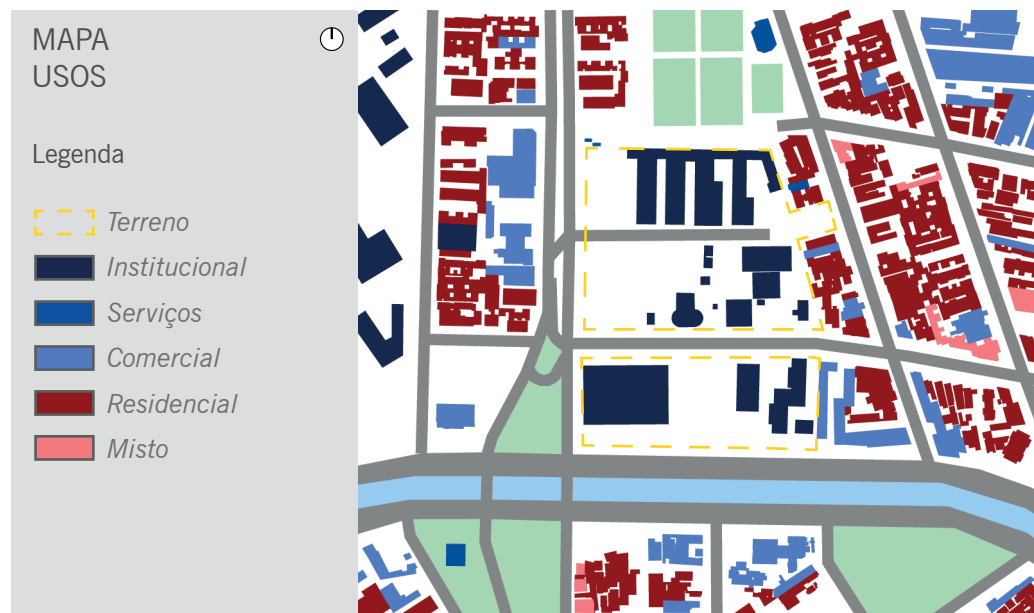 MAPA
USOS
Legenda
Terreno
Institucional
Serviços
Comercial
Residencial
Misto